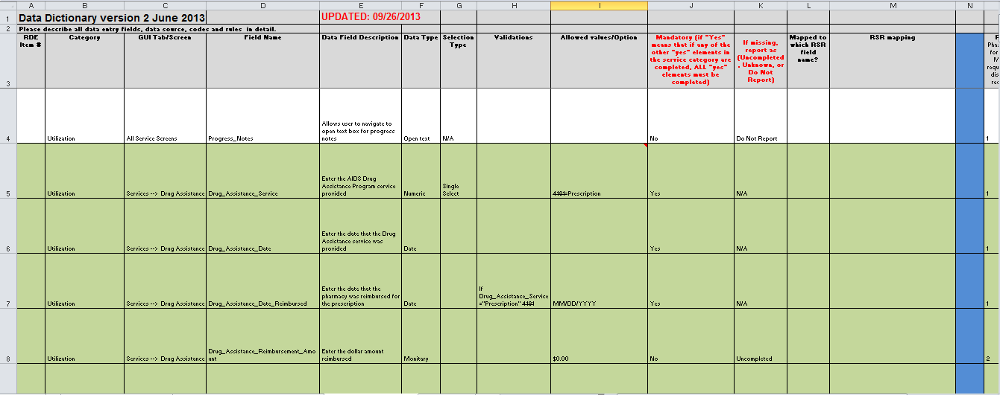 A B C D E F G H I J K L M N
1 Data Dictionary version 2 June 2013 UPDATED: 09/26/2013
2 Please describe all data entry fields, data source, codes and rules in detail.
RDE Item # Category GUI Tab/Screen Field Name Data Field Description Data Type Selection Type Validations Allowed values/Option Mandatory (if "Yes" means that if any of the other "yes" elements in the service category are completed, ALL "yes" elements must be completed) If missing, report as (Uncompleted, Unknown, or Do Not Report) Mapped to which RSR field name? RSR mapping
3
4 Utilization All Service Screens Progress_Notes Allows user to navigate to open text box for progress notes Open text N/A No Do Not Report 1
5 Utilization Services --> Drug Assistance Drug_Assistance_Service Enter the AIDS Drug Assistance Program service provided Numeric Single Select 4181=Prescription Yes N/A 1
6 Utilization Services --> Drug Assistance Drug_Assistance_Date Enter the date that the Drug Assistance service was provided Date Yes N/A 1
7 Utilization Services --> Drug Assistance Drug_Assistance_Date_Reimbursed Enter the date that the pharmacy was reimbursed for the prescription Date If Drug_Assistance_Service ="Prescription" 4181 MM/DD/YYYY Yes N/A 1
8 Utilization Services --> Drug Assistance Drug_Assistance_Reimbursement_Amount Enter the dollar amount reimbursed Monitary $0.00 No Uncompleted 2